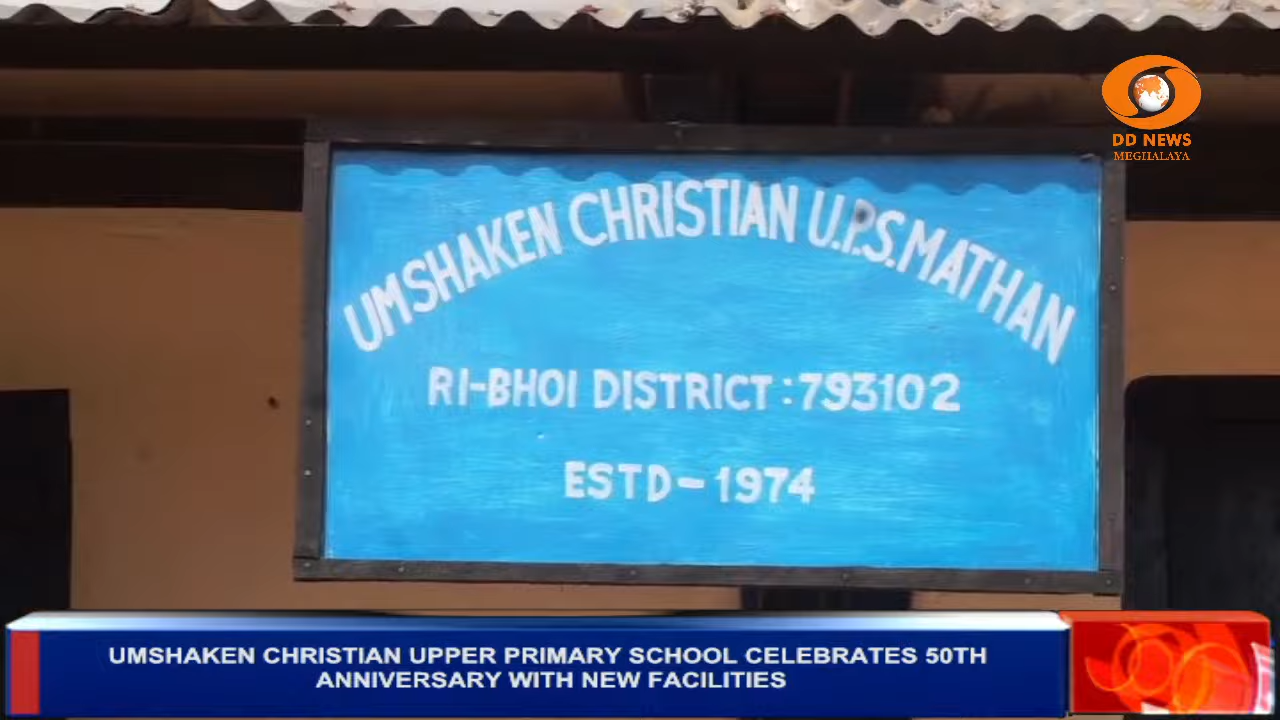 DD NEWS
MEGHALAYA
UMSHAKEN CHRISTIAN U.P.S. MATHAN
RI-BHOI DISTRICT : 793102
ESTD - 1974
UMSHAKEN CHRISTIAN UPPER PRIMARY SCHOOL CELEBRATES 50TH
ANNIVERSARY WITH NEW FACILITIES